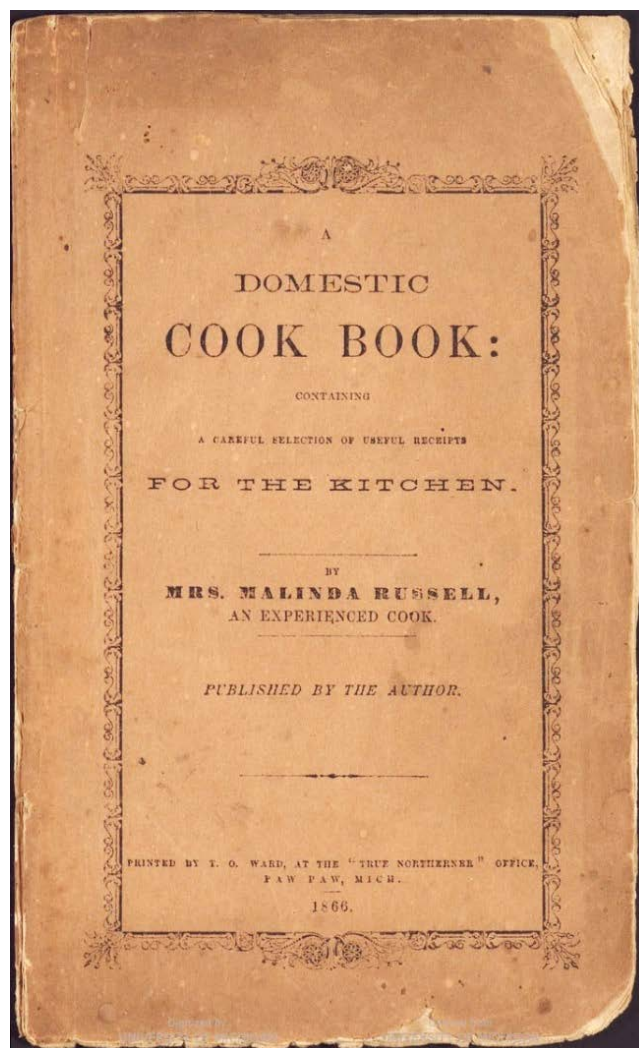 A
DOMESTIC
COOK BOOK:
CONTAINING
A CAREFUL SELECTION OF USEFUL RECEIPTS
FOR THE KITCHEN.
BY
MRS. MALINDA RUSSELL,
AN EXPERIENCED COOK.
PUBLISHED BY THE AUTHOR.
PRINTED BY T. O. WARD, AT THE "TRUE NORTHERNER" OFFICE,
PAW PAW, MICH.
1866.